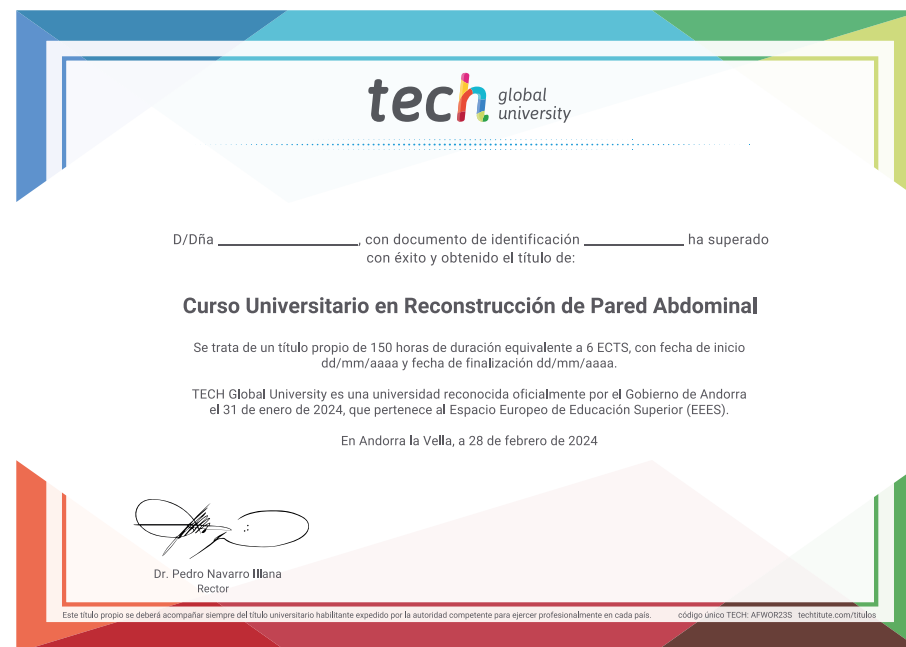 tech global university
D/Dña ____________, con documento de identificación ____________ ha superado
con éxito y obtenido el título de:
Curso Universitario en Reconstrucción de Pared Abdominal
Se trata de un título propio de 150 horas de duración equivalente a 6 ECTS, con fecha de inicio
dd/mm/aaaa y fecha de finalización dd/mm/aaaa.
TECH Global University es una universidad reconocida oficialmente por el Gobierno de Andorra
el 31 de enero de 2024, que pertenece al Espacio Europeo de Educación Superior (EEES).
En Andorra la Vella, a 28 de febrero de 2024
Dr. Pedro Navarro Illana
Rector
Este título propio se deberá acompañar siempre del título universitario habilitante expedido por la autoridad competente para ejercer profesionalmente en cada país. código único TECH: AFWOR23S techtitute.com/titulos